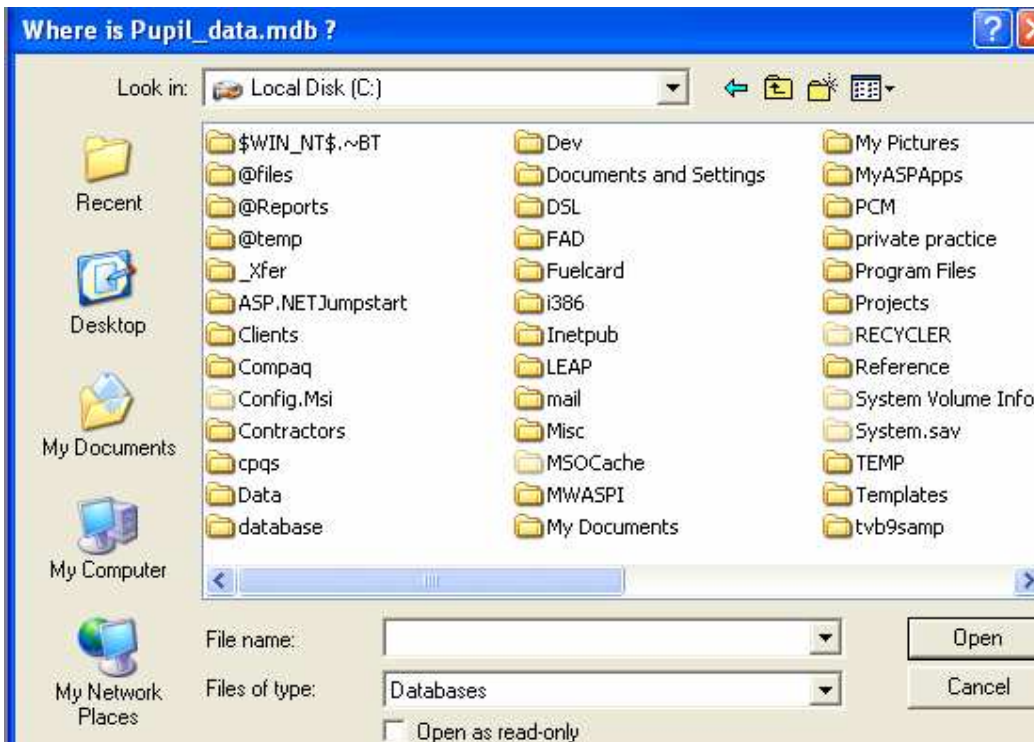 Where is Pupil_data.mdb ?
Look in:
Local Disk (C:)
Recent
Desktop
My Documents
My Computer
My Network
Places
$WIN_NT$.~BT
@files
@Reports
@temp
_Xfer
ASP.NETJumpstart
Clients
Compaq
Config.Msi
Contractors
cpqs
Data
database
Dev
Documents and Settings
DSL
FAD
Fuelcard
i386
Inetpub
LEAP
mail
Misc
MSOCache
MWASPI
My Documents
My Pictures
MyASPApps
PCM
private practice
Program Files
Projects
RECYCLER
Reference
System Volume Info
System.sav
TEMP
Templates
tvb9samp
File name:
Open
Files of type:
Databases
Cancel
Open as read-only